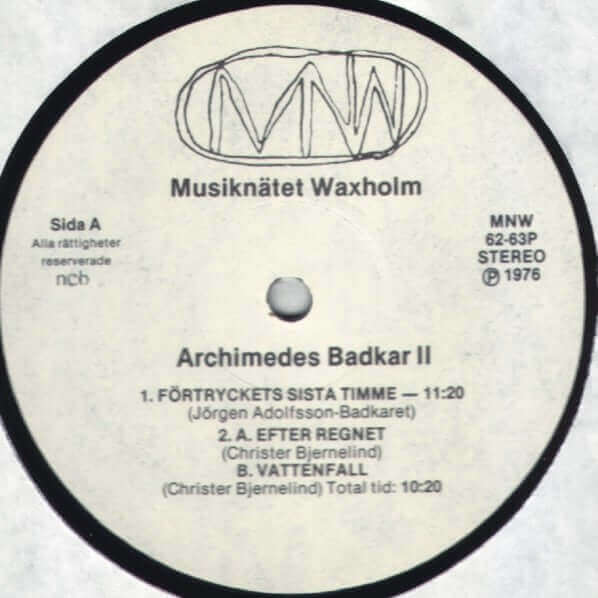 MNW
Musiknätet Waxholm
Sida A
Alla rättigheter
reserverade
ncb
MNW
62-63P
STEREO
Ⓟ 1976
Archimedes Badkar II
1. FÖRTRYCKETS SISTA TIMME — 11:20
(Jörgen Adolfsson-Badkaret)
2. A. EFTER REGNET
(Christer Bjernelind)
B. VATTENFALL
(Christer Bjernelind) Total tid: 10:20